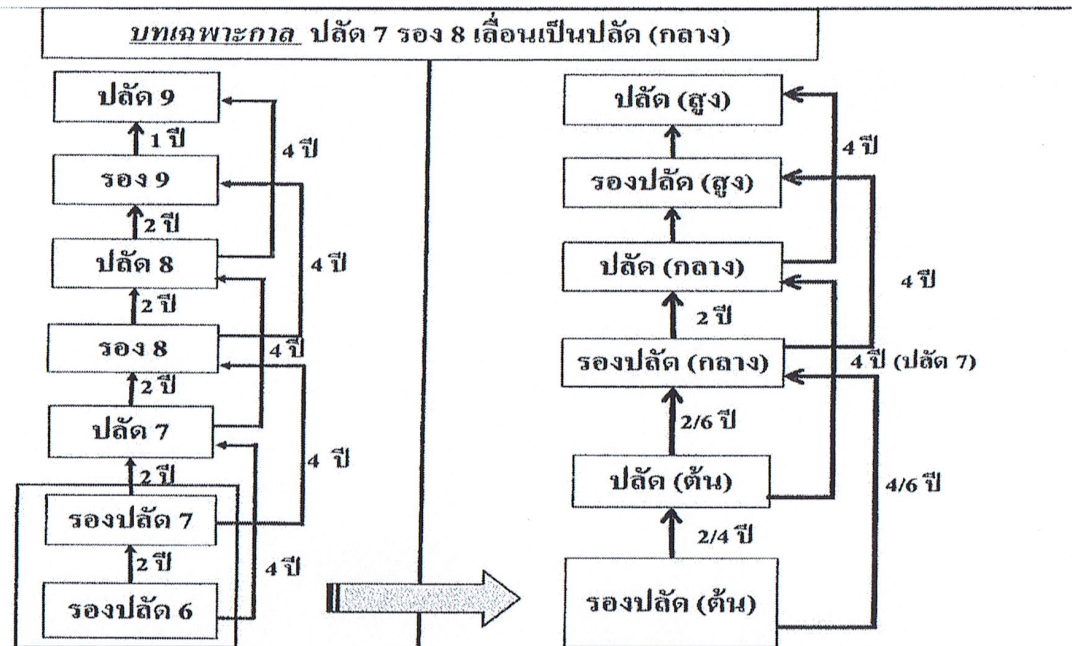 บทเฉพาะกาล ปลัด 7 รอง 8 เลื่อนเป็นปลัด (กลาง)
ปลัด 9
1 ปี
4 ปี
รอง 9
2 ปี
ปลัด 8
4 ปี
2 ปี
รอง 8
4 ปี
2 ปี
ปลัด 7
4 ปี
2 ปี
รองปลัด 7
2 ปี
4 ปี
รองปลัด 6
ปลัด (สูง)
4 ปี
รองปลัด (สูง)
ปลัด (กลาง)
4 ปี
2 ปี
รองปลัด (กลาง)
4 ปี (ปลัด 7)
2/6 ปี
ปลัด (ต้น)
4/6 ปี
2/4 ปี
รองปลัด (ต้น)